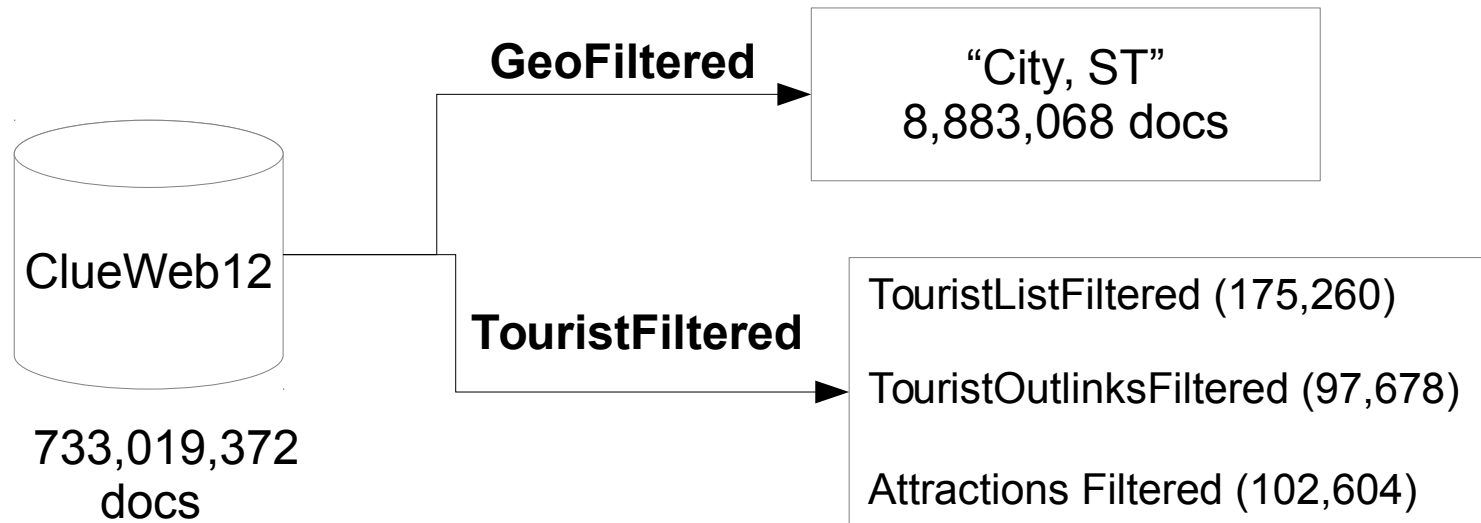 GeoFiltered
“City, ST”
8,883,068 docs
ClueWeb12
733,019,372
docs
TouristFiltered
TouristListFiltered (175,260)
TouristOutlinksFiltered (97,678)
Attractions Filtered (102,604)